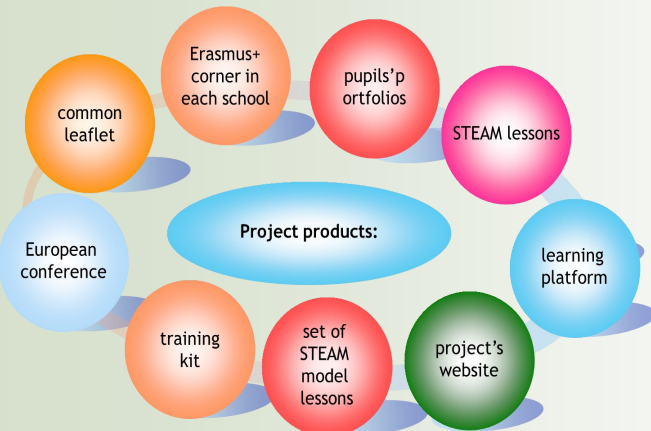 Erasmus+
corner in
each school
pupils'p
ortfolios
common
leaflet
STEAM lessons
Project products:
European
conference
learning
platform
training
kit
set of
STEAM
model
lessons
project's
website